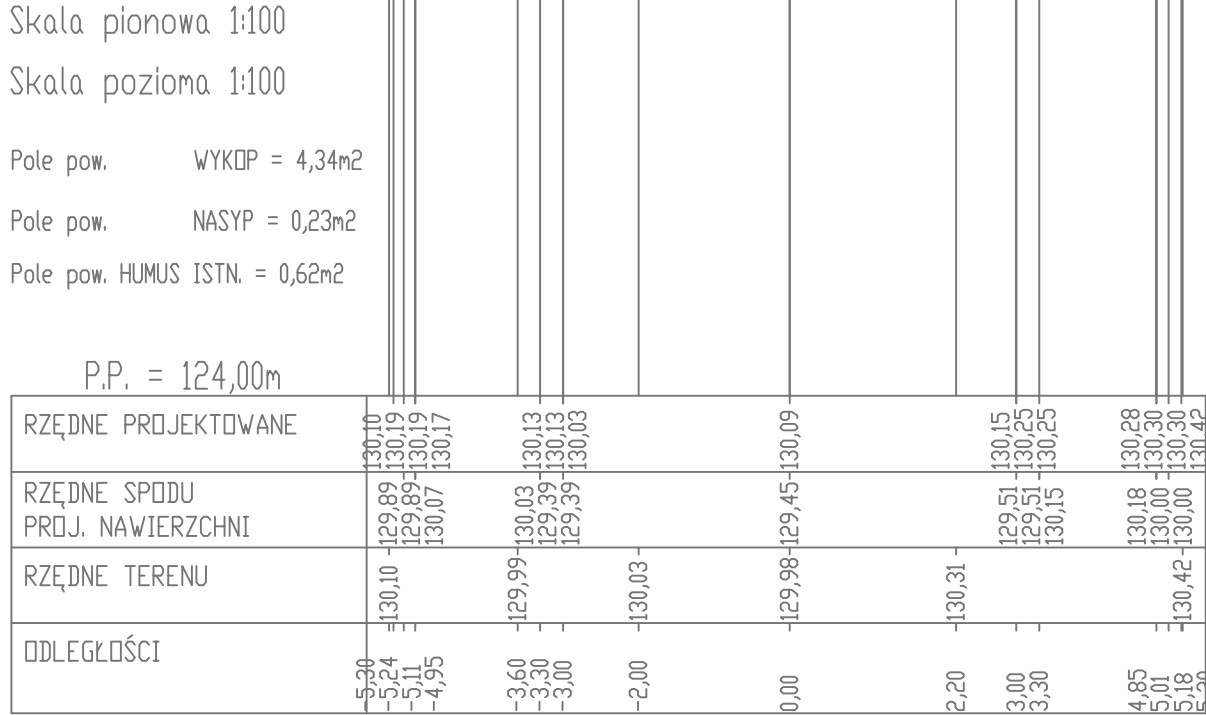 Skala pionowa 1:100
Skala pozioma 1:100
Pole pow. WYKOP = 4,34m2
Pole pow. NASYP = 0,23m2
Pole pow. HUMUS ISTN. = 0,62m2
P.P. = 124,00m
RZĘDNE PROJEKTOWANE 130,10 130,19 130,19 130,17 130,13 130,13 130,03 130,09 130,15 130,25 130,25 130,28 130,30 130,30 130,42
RZĘDNE SPODU
PROJ. NAWIERZCHNI 129,89 129,89 130,07 130,03 129,39 129,39 129,45 129,51 129,51 130,15 130,18 130,00 130,00
RZĘDNE TERENU 130,10 129,99 130,03 129,98 130,31 130,42
ODLEGŁOŚCI -5,30 -5,24 -5,11 -4,95 -3,60 -3,30 -3,00 -2,00 0,00 2,20 3,00 3,30 4,85 5,01 5,18